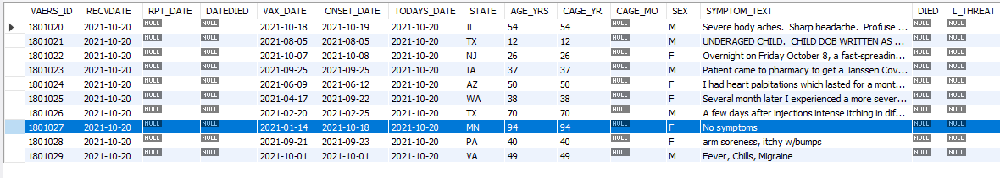 VAERS_ID RECVDATE RPT_DATE DATEDIED VAX_DATE ONSET_DATE TODAYS_DATE STATE AGE_YRS CAGE_YR CAGE_MO SEX SYMPTOM_TEXT DIED L_THREAT
1801020 2021-10-20 NULL NULL 2021-10-18 2021-10-19 2021-10-20 IL 54 54 NULL M Severe body aches. Sharp headache. Profuse ... NULL NULL
1801021 2021-10-20 NULL NULL 2021-08-05 2021-08-05 2021-10-20 TX 12 12 NULL M UNDERAGED CHILD. CHILD DOB WRITTEN AS ... NULL NULL
1801022 2021-10-20 NULL NULL 2021-10-07 2021-10-08 2021-10-20 NJ 26 26 NULL F Overnight on Friday October 8, a fast-spreadin... NULL NULL
1801023 2021-10-20 NULL NULL 2021-09-25 2021-09-25 2021-10-20 IA 37 37 NULL M Patient came to pharmacy to get a Janssen Cov... NULL NULL
1801024 2021-10-20 NULL NULL 2021-06-09 2021-06-12 2021-10-20 AZ 50 50 NULL F I had heart palpitations which lasted for a mont... NULL NULL
1801025 2021-10-20 NULL NULL 2021-04-17 2021-09-22 2021-10-20 WA 38 38 NULL F Several month later I experienced a more sever... NULL NULL
1801026 2021-10-20 NULL NULL 2021-02-20 2021-02-25 2021-10-20 TX 70 70 NULL M A few days after injections intense itching in dif... NULL NULL
1801027 2021-10-20 NULL NULL 2021-01-14 2021-10-18 2021-10-20 MN 94 94 NULL F No symptoms NULL NULL
1801028 2021-10-20 NULL NULL 2021-09-21 2021-09-23 2021-10-20 PA 40 40 NULL F arm soreness, itchy w/bumps NULL NULL
1801029 2021-10-20 NULL NULL 2021-10-01 2021-10-01 2021-10-20 VA 49 49 NULL M Fever, Chills, Migraine NULL NULL